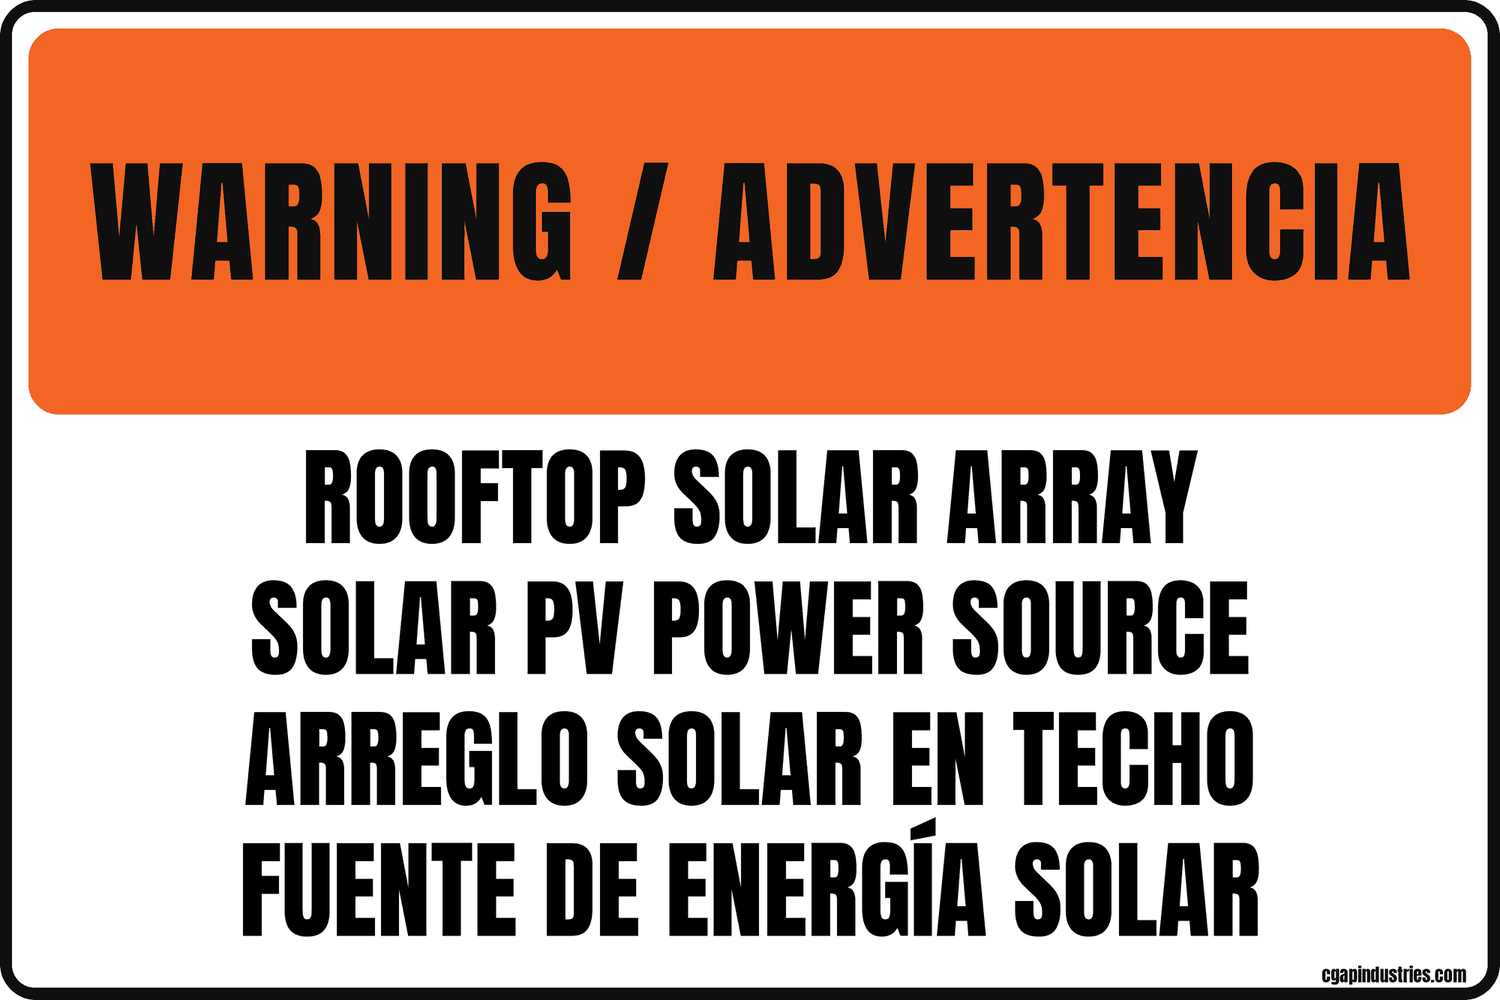 WARNING / ADVERTENCIA
ROOFTOP SOLAR ARRAY
SOLAR PV POWER SOURCE
ARREGLO SOLAR EN TECHO
FUENTE DE ENERGÍA SOLAR
cgapindustries.com